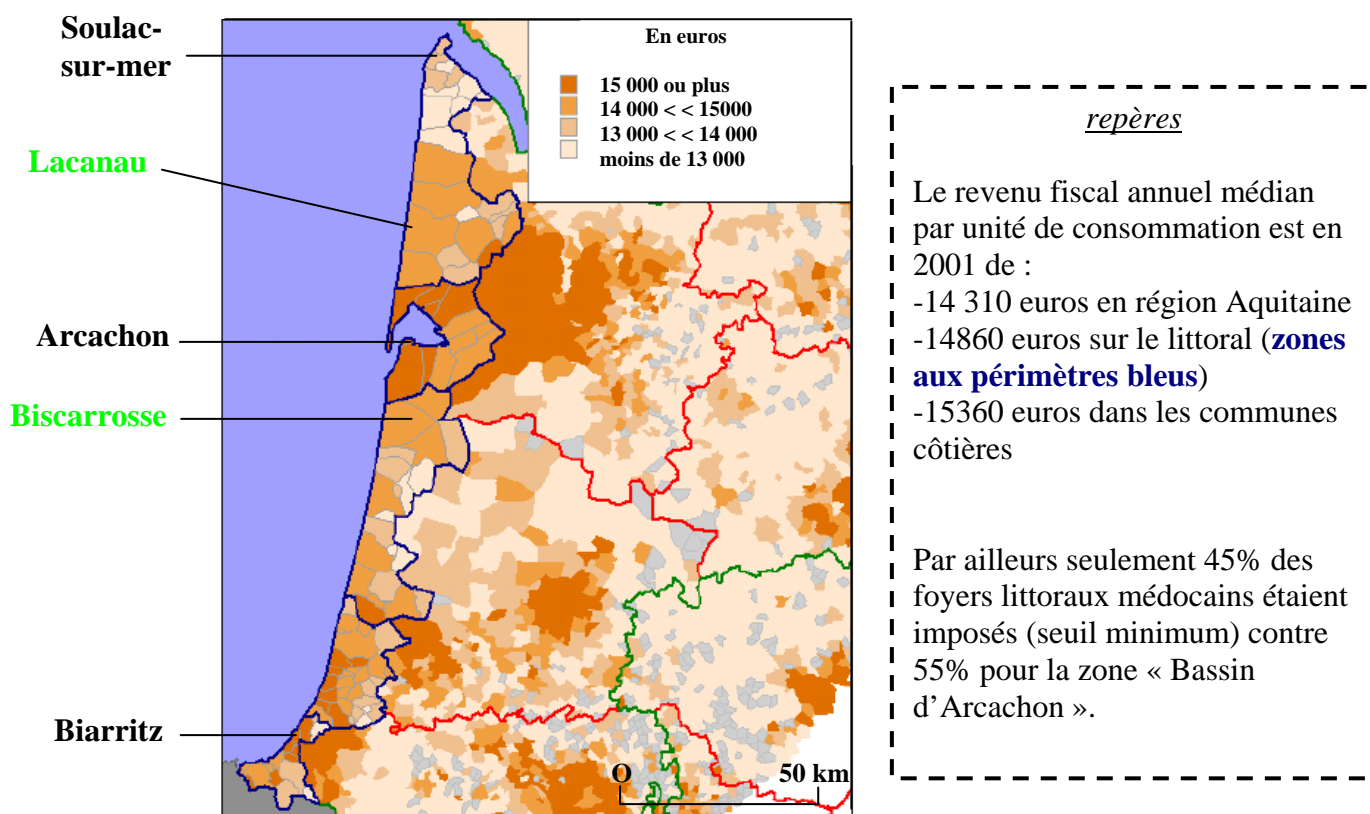 Soulac-
sur-mer
Lacanau
Arcachon
Biscarrosse
Biarritz
En euros
15 000 ou plus
14 000 < < 15000
13 000 < < 14 000
moins de 13 000
O 50 km
repères
Le revenu fiscal annuel médian
par unité de consommation est en
2001 de :
-14 310 euros en région Aquitaine
-14860 euros sur le littoral (zones
aux périmètres bleus)
-15360 euros dans les communes
côtières
Par ailleurs seulement 45% des
foyers littoraux médocains étaient
imposés (seuil minimum) contre
55% pour la zone « Bassin
d’Arcachon ».